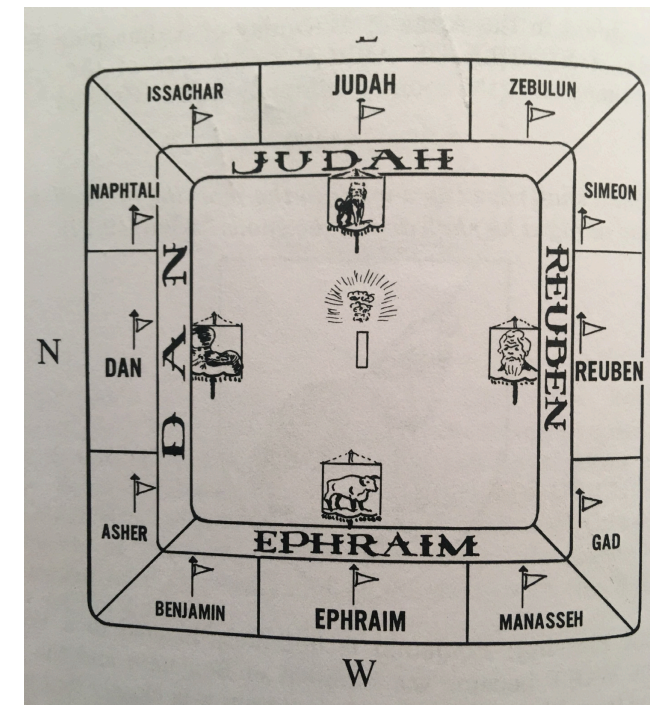 ISSACHAR
JUDAH
ZEBULUN
JUDAH
NAPHTALI
SIMEON
DAN
REUBEN
N
DAN
REUBEN
ASHER
GAD
EPHRAIM
BENJAMIN
EPHRAIM
MANASSEH
W